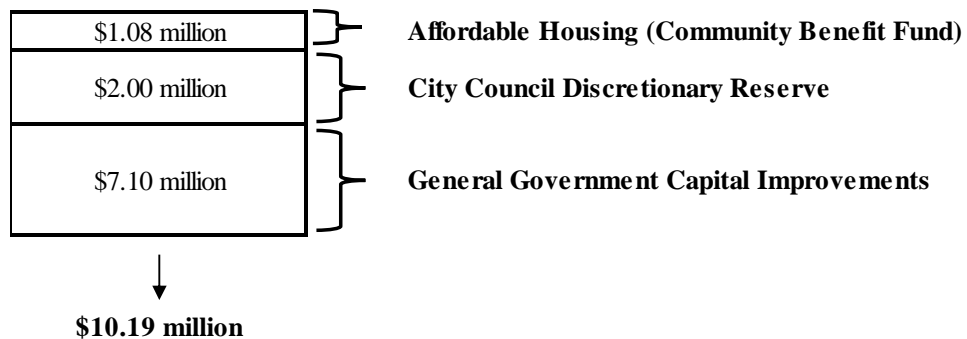 $1.08 million Affordable Housing (Community Benefit Fund)
$2.00 million City Council Discretionary Reserve
$7.10 million General Government Capital Improvements
$10.19 million